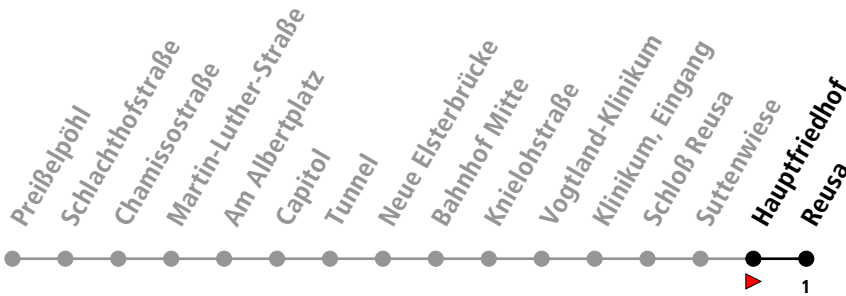 Preißelpöhl
Schlachthofstraße
Chamissostraße
Martin-Luther-Straße
Am Albertplatz
Capitol
Tunnel
Neue Elsterbrücke
Bahnhof Mitte
Knielohstraße
Vogtland-Klinikum
Klinikum, Eingang
Schloß Reusa
Suttenwiese
Hauptfriedhof
Reusa
1